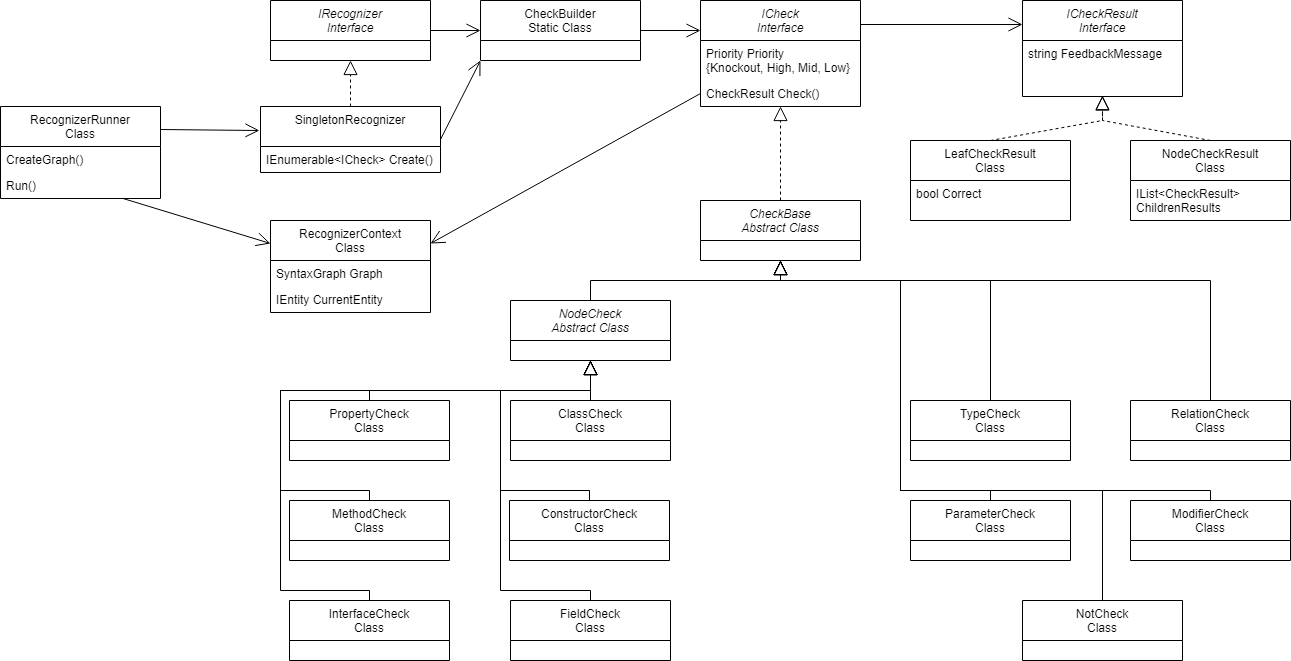 IRecognizer
Interface
CheckBuilder
Static Class
ICheck
Interface
Priority Priority
{Knockout, High, Mid, Low}
CheckResult Check()
ICheckResult
Interface
string FeedbackMessage
RecognizerRunner
Class
CreateGraph()
Run()
SingletonRecognizer
IEnumerable<ICheck> Create()
LeafCheckResult
Class
bool Correct
NodeCheckResult
Class
IList<CheckResult>
ChildrenResults
RecognizerContext
Class
SyntaxGraph Graph
IEntity CurrentEntity
CheckBase
Abstract Class
NodeCheck
Abstract Class
PropertyCheck
Class
ClassCheck
Class
TypeCheck
Class
RelationCheck
Class
MethodCheck
Class
ConstructorCheck
Class
ParameterCheck
Class
ModifierCheck
Class
InterfaceCheck
Class
FieldCheck
Class
NotCheck
Class